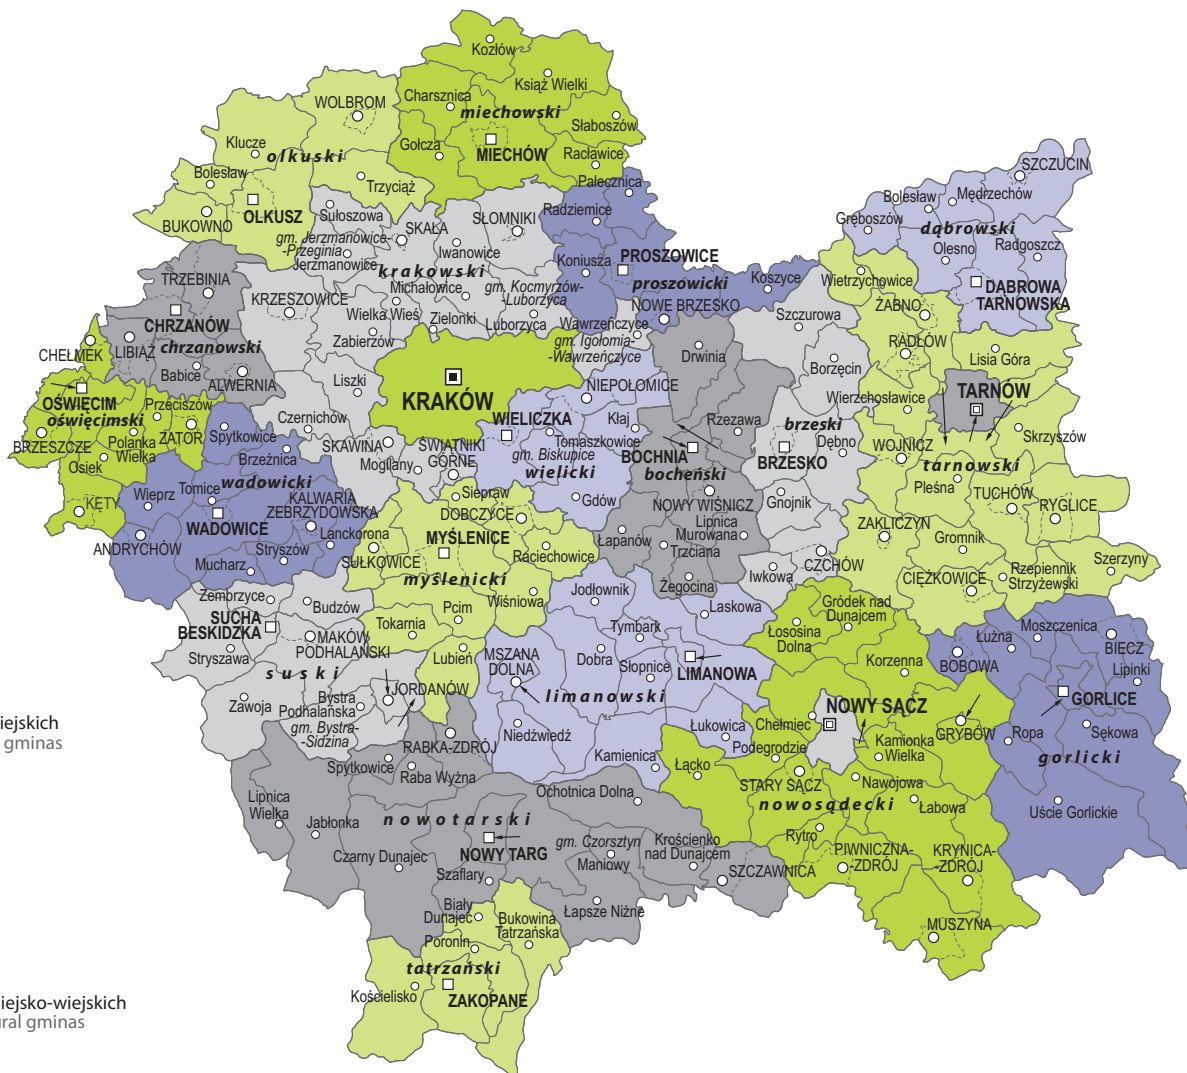 Kozłów
Książ Wielki
Charsznica
miechowski
WOLBROM
Słaboszów
Klucze
Gołcza
MIECHÓW
Racławice
olkuski
Bolesław
Trzyciąż
Pałecznica
SZCZUCIN
BUKOWNO
OLKUSZ
Sułoszowa
SKAŁA
SŁOMNIKI
Radziemice
Bolesław
Mędrzechów
Gręboszów
dąbrowski
gm. Jerzmanowice-
-Przeginia
Jerzmanowice
Iwanowice
krakowski
Koniusza
PROSZOWICE
proszowicki
Koszyce
Olesno
Radgoszcz
TRZEBINIA
KRZESZOWICE
Michałowice
gm. Kocmyrzów-
-Luborzyca
Luborzyca
NOWE BRZESKO
Wietrzychowice
ŻABNO
DĄBROWA
TARNOWSKA
CHRZANÓW
chrzanowski
Wielka Wieś
Zielonki
Wawrzeńczyce
gm. Igołomia-
-Wawrzeńczyce
Szczurowa
CHEŁMEK
LIBIĄŻ
Babice
ALWERNIA
Zabierzów
Drwinia
RADŁÓW
Lisia Góra
Borzęcin
Liszki
KRAKÓW
NIEPOŁOMICE
Wierzchosławice
TARNÓW
OŚWIĘCIM
oświęcimski
Przeciszów
Czernichów
WIELICZKA
Kłaj
Rzezawa
brzeski
Skrzyszów
BRZESZCZE
Polanka
Wielka
ZATOR
Spytkowice
SKAWINA
ŚWIĄTNIKI
GÓRNE
Tomaszkowice
gm. Biskupice
wielicki
BOCHNIA
bocheński
BRZESKO
Dębno
WOJNICZ
tarnowski
Osiek
Brzeźnica
wadowicki
Mogilany
Pleśna
TUCHÓW
RYGLICE
KĘTY
Wieprz
Tomice
KALWARIA
ZEBRZYDOWSKA
Siepraw
DOBCZYCE
Gdów
NOWY WIŚNICZ
Gnojnik
ZAKLICZYN
WADOWICE
Lanckorona
MYŚLENICE
Łapanów
Lipnica
Murowana
Trzciana
Gromnik
ANDRYCHÓW
Stryszów
Mucharz
SUŁKOWICE
myślenicki
Raciechowice
Żegocina
Iwkowa
CZCHÓW
CIĘŻKOWICE
Rzepiennik
Strzyżewski
Szerzyny
Zembrzyce
Budzów
Pcim
Wiśniowa
Jodłownik
Laskowa
Gródek nad
Dunajcem
SUCHA
BESKIDZKA
MAKÓW
PODHALAŃSKI
Tokarnia
Tymbark
Łososina
Dolna
Łużna
Moszczenica
BIECZ
Stryszawa
suski
Lubień
MSZANA
DOLNA
Dobra
Słopnice
LIMANOWA
Korzenna
BOBOWA
Lipinki
Zawoja
Bystra
Podhalańska
gm. Bystra-
-Sidzina
JORDANÓW
limanowski
NOWY SĄCZ
GORLICE
Chełmiec
RABKA-ZDRÓJ
Niedźwiedź
Łukowica
Podegrodzie
Kamionka
Wielka
GRYBÓW
Ropa
Sękowa
gorlicki
Spytkowice
Raba Wyżna
Kamienica
Łącko
STARY SĄCZ
Nawojowa
iejskich
gminas
Lipnica
Wielka
Jabłonka
nowotarski
Ochotnica Dolna
nowosądecki
Łabowa
Uście Gorlickie
Czarny Dunajec
NOWY TARG
gm. Czorsztyn
Maniowy
Krościenko
nad Dunajcem
Rytro
PIWNICZNA-
-ZDRÓJ
KRYNICA-
-ZDRÓJ
Szaflary
SZCZAWNICA
Biały
Dunajec
Bukowina
Tatrzańska
Łapsze Niżne
MUSZYNA
Poronin
tatrzański
Kościelisko
ZAKOPANE
iejsko-wiejskich
ural gminas